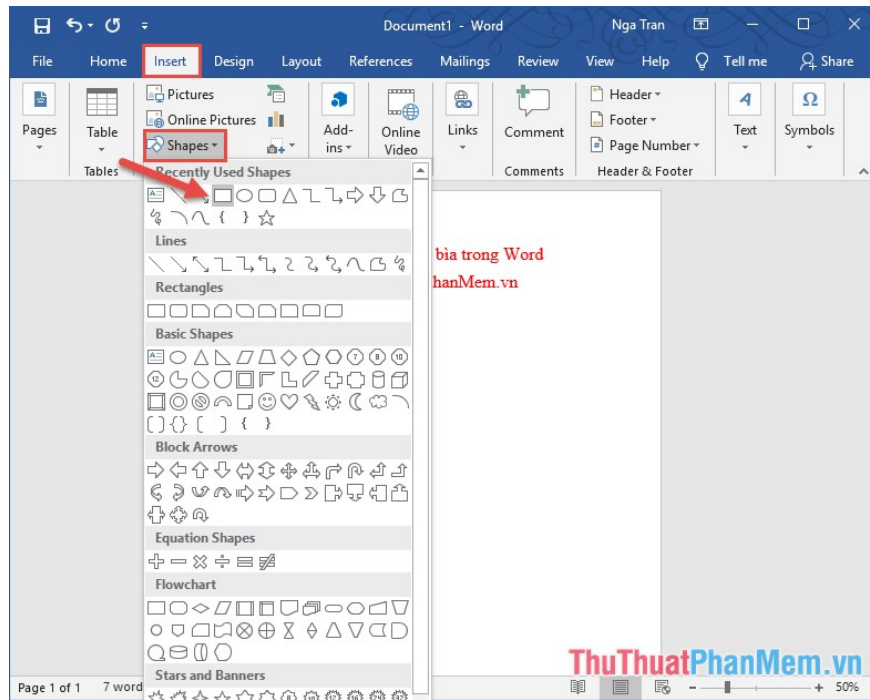 Document1 - Word
Nga Tran
File Home Insert Design Layout References Mailings Review View Help Tell me Share
Pages
Table
Tables
Pictures
Online Pictures
Shapes
Add-ins
Online Video
Links
Comment
Comments
Header
Footer
Page Number
Header & Footer
Text
Symbols
Recently Used Shapes
Lines
Rectangles
Basic Shapes
Block Arrows
Equation Shapes
Flowchart
Stars and Banners
bìa trong Word
hanMem.vn
ThuThuatPhanMem.vn
Page 1 of 1 7 word
50%